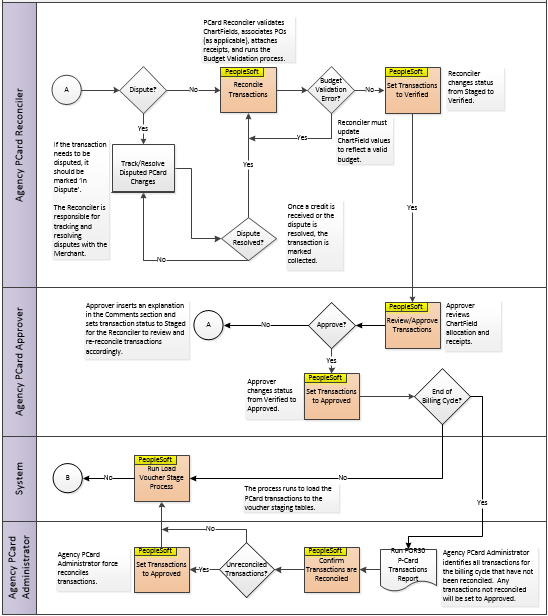 Agency PCard Reconciler
PCard Reconciler validates
ChartFields, associates POs
(as applicable), attaches
receipts, and runs the
Budget Validation process.
A
Dispute?
No
PeopleSoft
Reconcile
Transactions
Budget
Validation
Error?
No
PeopleSoft
Set Transactions
to Verified
Reconciler
changes status
from Staged to
Verified.
Yes
Yes
Reconciler must
update
ChartField values
to reflect a valid
budget.
If the transaction
needs to be
disputed, it
should be
marked 'In
Dispute'.
The Reconciler is
responsible for
tracking and
resolving
disputes with the
Merchant.
Track/Resolve
Disputed PCard
Charges
Yes
Dispute
Resolved?
No
Once a credit is
received or the
dispute is
resolved, the
transaction is
marked
collected.
Yes
Agency PCard Approver
Approver inserts an explanation
in the Comments section and
sets transaction status to Staged
for the Reconciler to review and
re-reconcile transactions
accordingly.
A
No
Approve?
PeopleSoft
Review/Approve
Transactions
Approver
reviews
ChartField
allocation and
receipts.
Yes
Approver
changes status
from Verified to
Approved.
PeopleSoft
Set Transactions
to Approved
End of
Billing Cycle?
System
B
No
PeopleSoft
Run Load
Voucher Stage
Process
No
The process runs to load the
PCard transactions to the
voucher staging tables.
Yes
Agency PCard
Administrator
Agency PCard
Administrator force
reconciles
transactions.
PeopleSoft
Set Transactions
to Approved
No
Yes
Unreconciled
Transactions?
PeopleSoft
Confirm
Transactions are
Reconciled
P-Card
Transactions
Report
Agency PCard Administrator
identifies all transactions for
the billing cycle that have not
been reconciled. Any
transactions not reconciled
will be set to Approved.